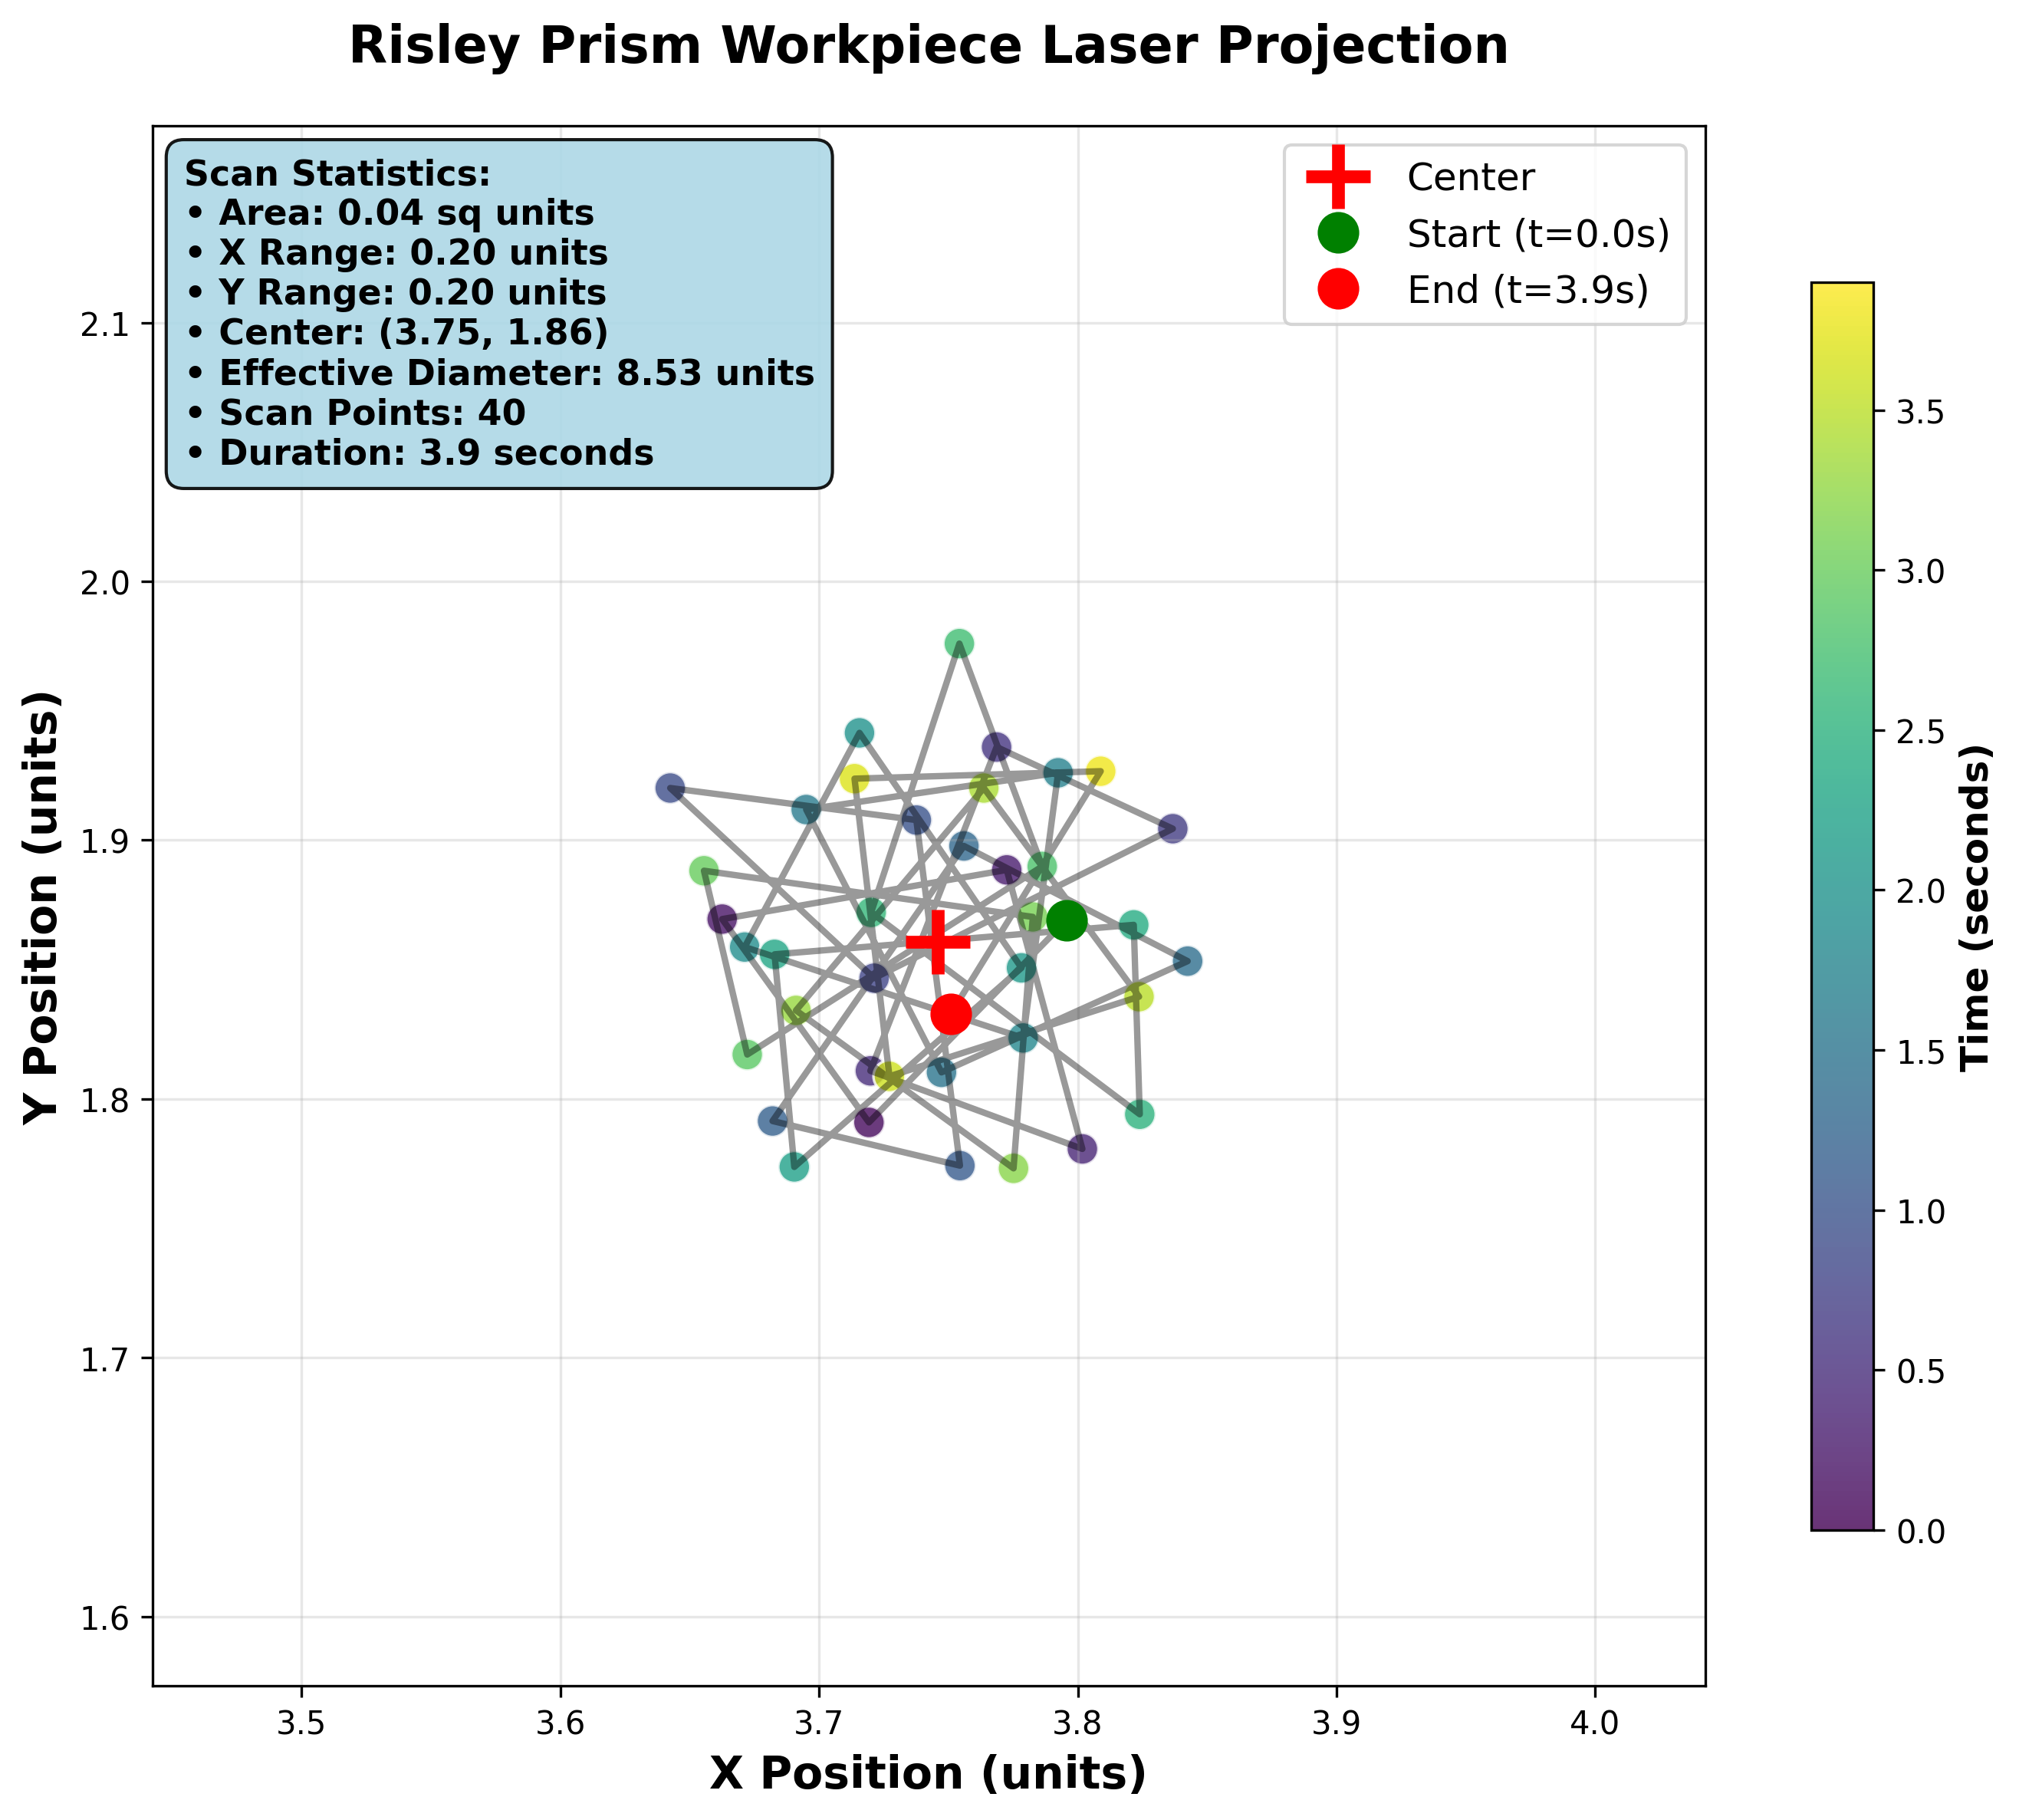 Risley Prism Workpiece Laser Projection
Scan Statistics:
• Area: 0.04 sq units
• X Range: 0.20 units
• Y Range: 0.20 units
• Center: (3.75, 1.86)
• Effective Diameter: 8.53 units
• Scan Points: 40
• Duration: 3.9 seconds
Center
Start (t=0.0s)
End (t=3.9s)
Y Position (units)
2.1
2.0
1.9
1.8
1.7
1.6
3.5 3.6 3.7 3.8 3.9 4.0
X Position (units)
3.5
3.0
2.5
2.0
1.5
1.0
0.5
0.0
Time (seconds)